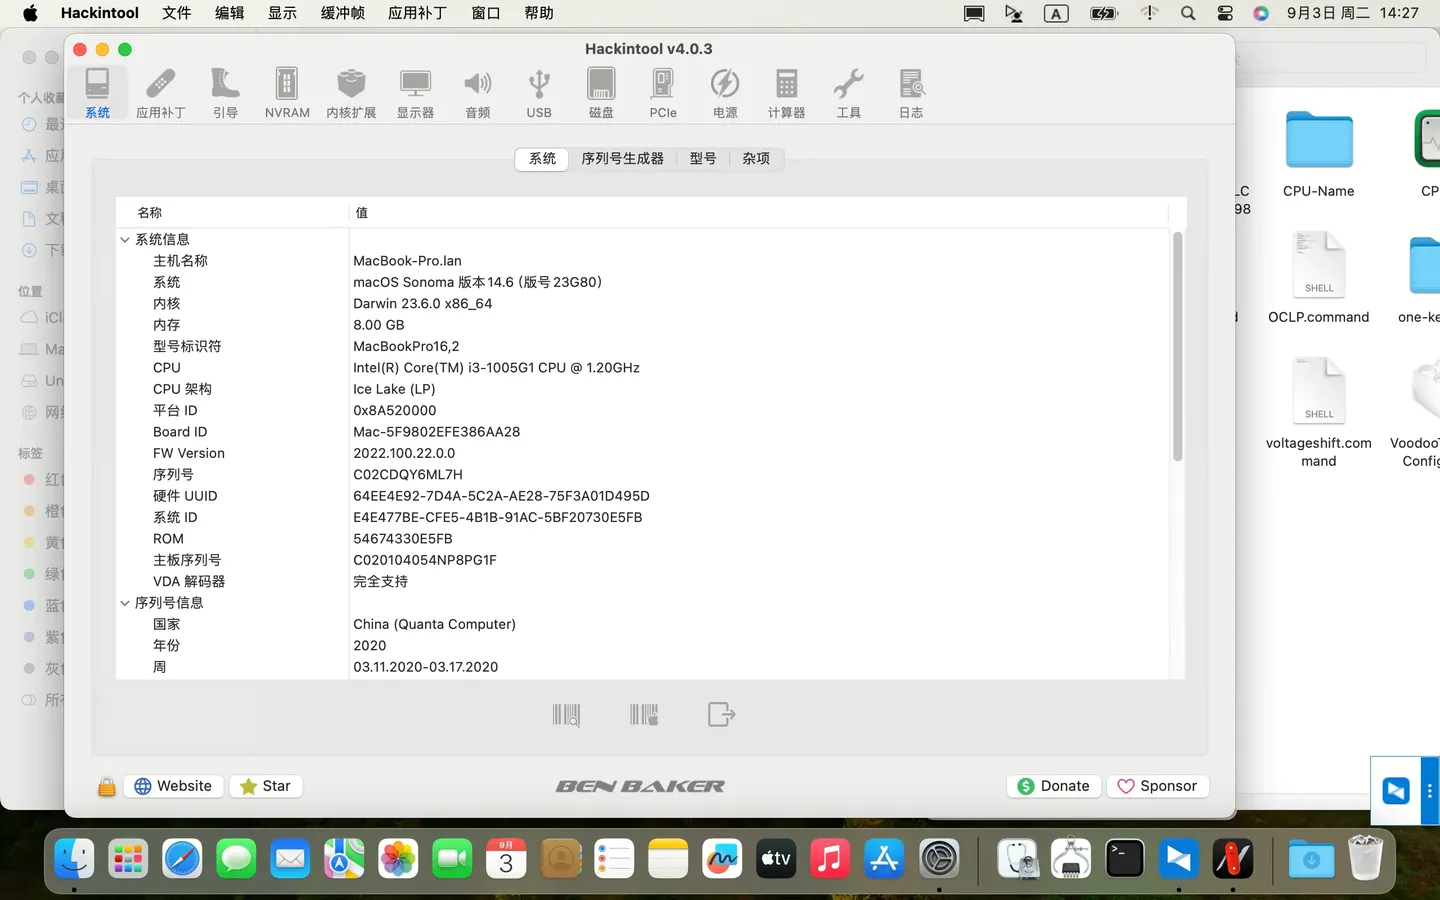 Hackintool 文件 编辑 显示 缓冲帧 应用补丁 窗口 帮助 A 9月3日 周二 14:27
Hackintool v4.0.3
系统 应用补丁 引导 NVRAM 内核扩展 显示器 音频 USB 磁盘 PCIe 电源 计算器 工具 日志
系统 序列号生成器 型号 杂项
名称 值
系统信息
主机名称 MacBook-Pro.lan
系统 macOS Sonoma 版本 14.6 (版号 23G80)
内核 Darwin 23.6.0 x86_64
内存 8.00 GB
型号标识符 MacBookPro16,2
CPU Intel(R) Core(TM) i3-1005G1 CPU @ 1.20GHz
CPU 架构 Ice Lake (LP)
平台 ID 0x8A520000
Board ID Mac-5F9802EFE386AA28
FW Version 2022.100.22.0.0
序列号 C02CDQY6ML7H
硬件 UUID 64EE4E92-7D4A-5C2A-AE28-75F3A01D495D
系统 ID E4E477BE-CFE5-4B1B-91AC-5BF20730E5FB
ROM 54674330E5FB
主板序列号 C020104054NP8PG1F
VDA 解码器 完全支持
序列号信息
国家 China (Quanta Computer)
年份 2020
周 03.11.2020-03.17.2020
Website Star BEN BAKER Donate Sponsor
个人收藏
位置
iCl
Ma
Un
标签
LC
98
CPU-Name
CP
SHELL
OCLP.command
one-ke
SHELL
voltageshift.com
mand
Voodoo
Config
9月
3
tv